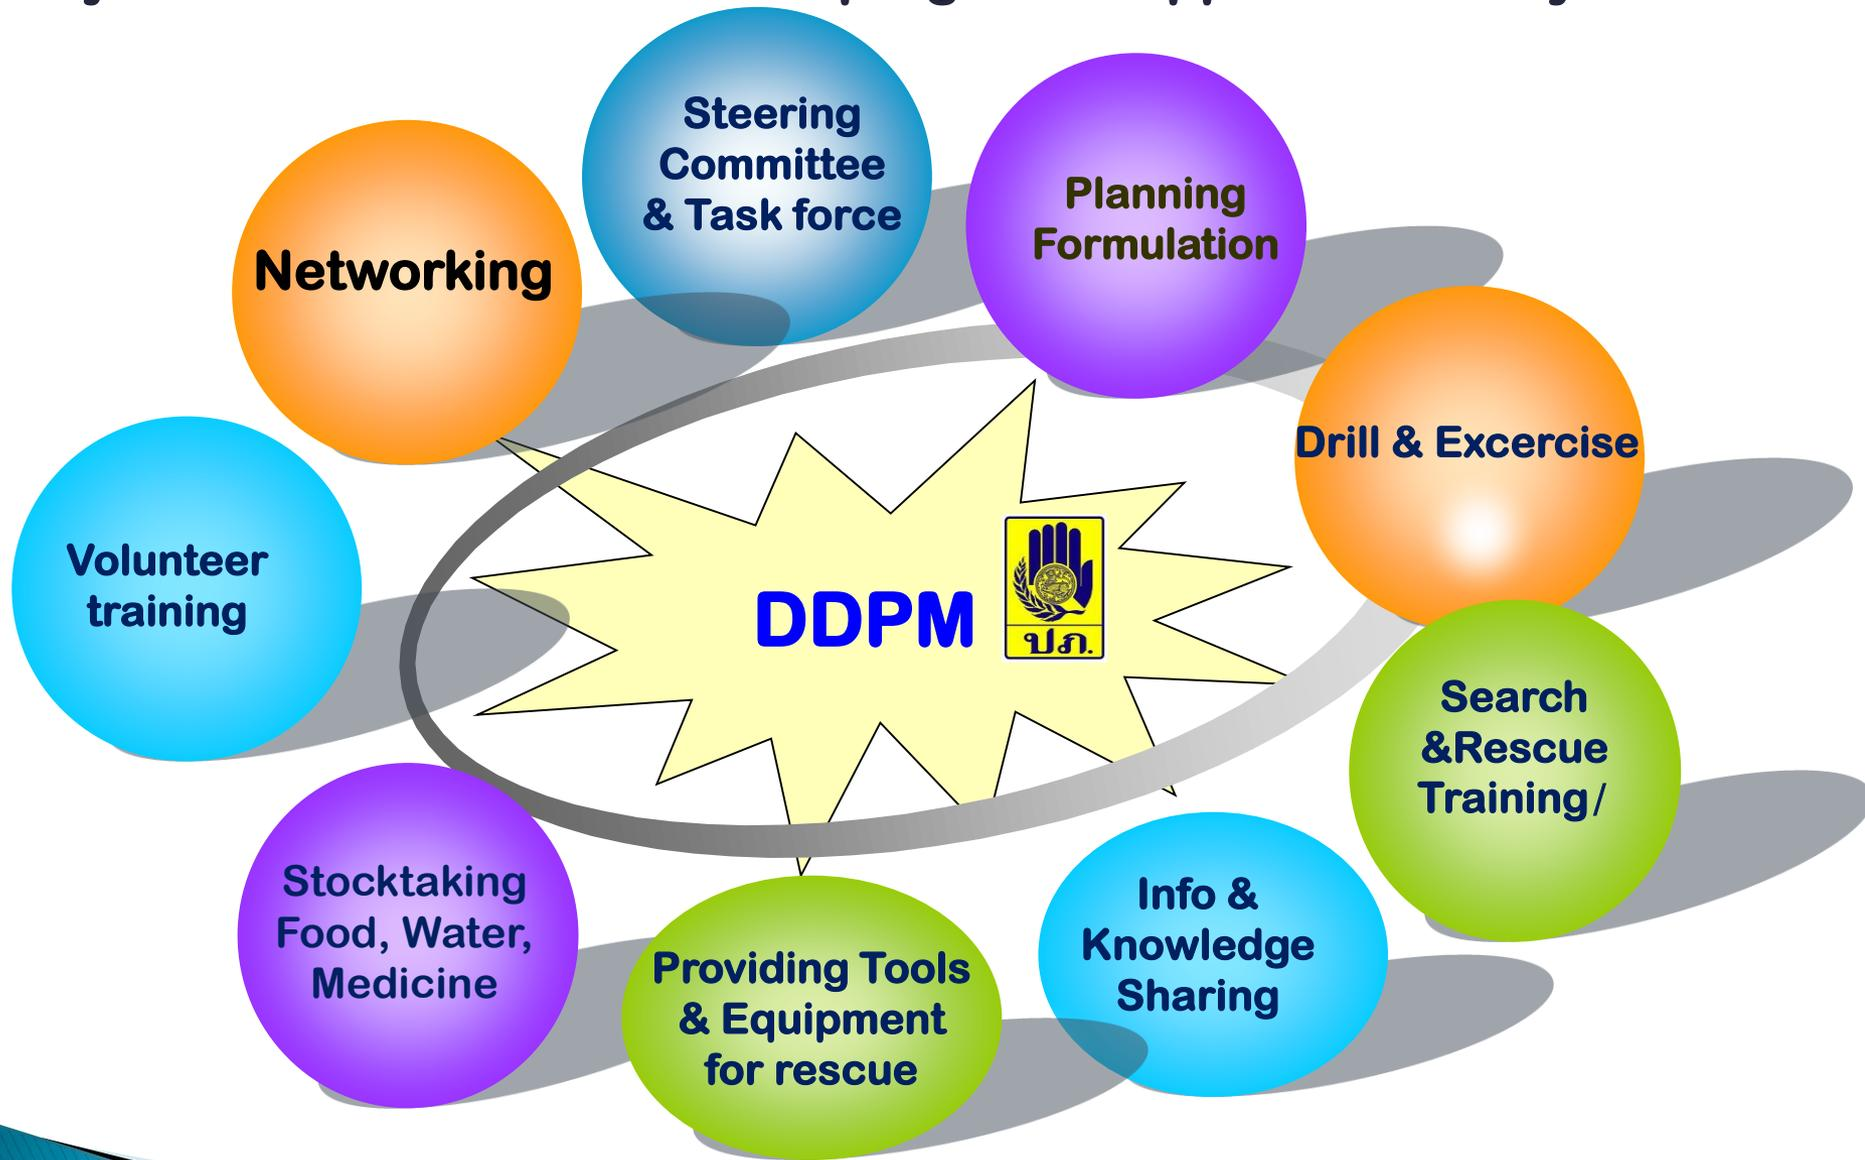 Steering
Committee
& Task force
Planning
Formulation
Networking
Drill & Excercise
Volunteer
training
DDPM
ปภ.
Search
&Rescue
Training/
Stocktaking
Food, Water,
Medicine
Info &
Knowledge
Sharing
Providing Tools
& Equipment
for rescue